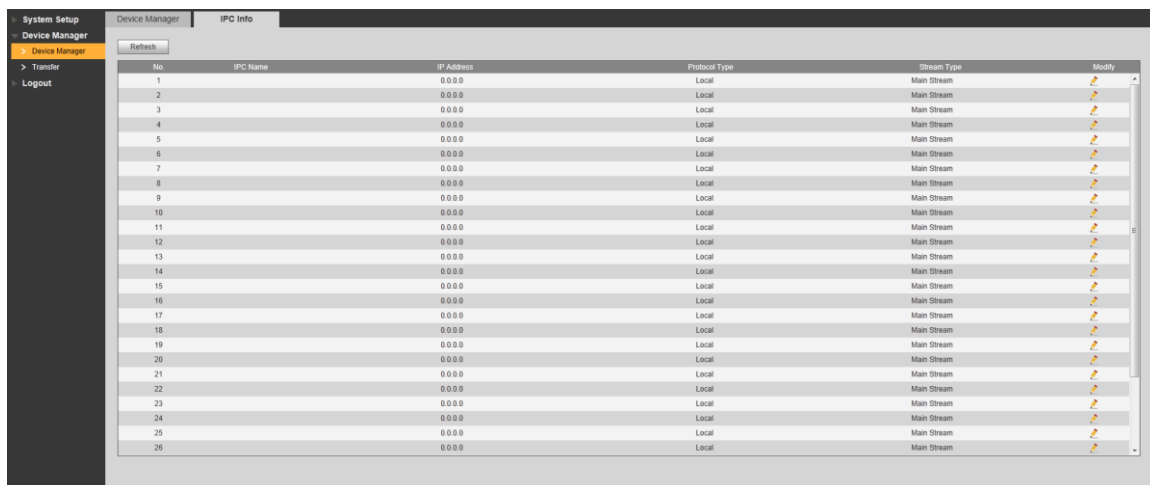 System Setup
Device Manager
> Device Manager
> Transfer
Logout
Device Manager IPC Info
Refresh
No. IPC Name IP Address Protocol Type Stream Type Modify
1 0.0.0.0 Local Main Stream
2 0.0.0.0 Local Main Stream
3 0.0.0.0 Local Main Stream
4 0.0.0.0 Local Main Stream
5 0.0.0.0 Local Main Stream
6 0.0.0.0 Local Main Stream
7 0.0.0.0 Local Main Stream
8 0.0.0.0 Local Main Stream
9 0.0.0.0 Local Main Stream
10 0.0.0.0 Local Main Stream
11 0.0.0.0 Local Main Stream
12 0.0.0.0 Local Main Stream
13 0.0.0.0 Local Main Stream
14 0.0.0.0 Local Main Stream
15 0.0.0.0 Local Main Stream
16 0.0.0.0 Local Main Stream
17 0.0.0.0 Local Main Stream
18 0.0.0.0 Local Main Stream
19 0.0.0.0 Local Main Stream
20 0.0.0.0 Local Main Stream
21 0.0.0.0 Local Main Stream
22 0.0.0.0 Local Main Stream
23 0.0.0.0 Local Main Stream
24 0.0.0.0 Local Main Stream
25 0.0.0.0 Local Main Stream
26 0.0.0.0 Local Main Stream